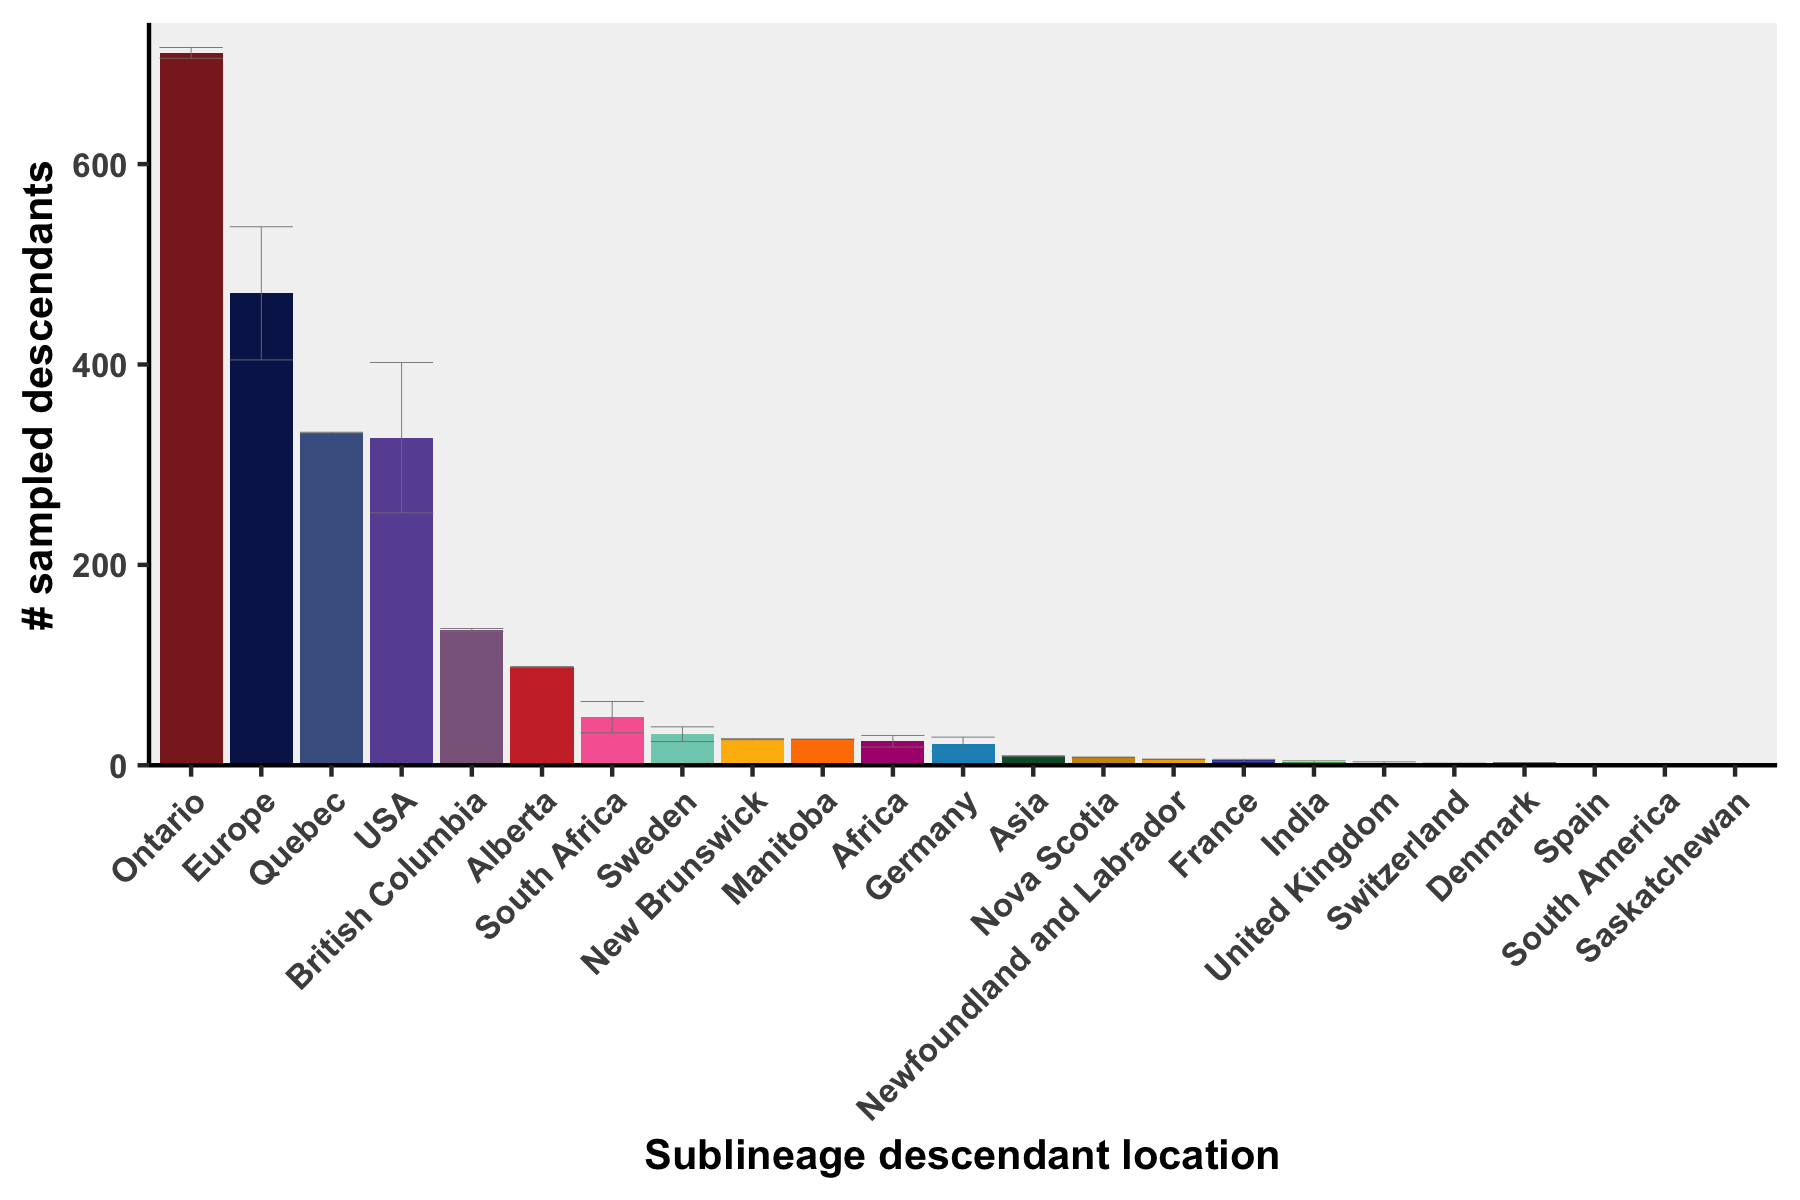 # sampled descendants
600
400
200
0
Ontario
Europe
Quebec
USA
British Columbia
Alberta
South Africa
Sweden
New Brunswick
Manitoba
Africa
Germany
Asia
Nova Scotia
Newfoundland and Labrador
France
India
United Kingdom
Switzerland
Denmark
Spain
South America
Saskatchewan
Sublineage descendant location